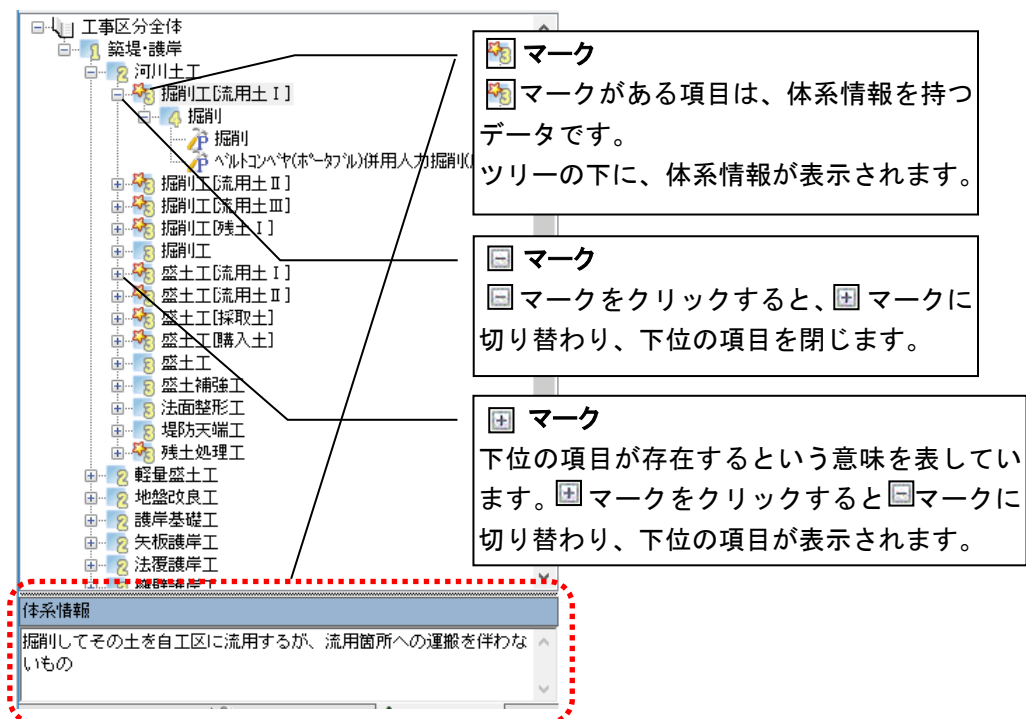 工事区分全体
築堤・護岸
河川土工
掘削工[流用土Ⅰ]
掘削
掘削
ﾍﾞﾙﾄｺﾝﾍﾞﾔ(ﾎﾟｰﾀﾌﾞﾙ)併用人力掘削(
掘削工[流用土Ⅱ]
掘削工[流用土Ⅲ]
掘削工[残土Ⅰ]
掘削工
盛土工[流用土Ⅰ]
盛土工[流用土Ⅱ]
盛土工[採取土]
盛土工[購入土]
盛土工
盛土補強工
法面整形工
堤防天端工
残土処理工
軽量盛土工
地盤改良工
護岸基礎工
矢板護岸工
法覆護岸工
体系情報
掘削してその土を自工区に流用するが、流用箇所への運搬を伴わな
いもの
マーク
マークがある項目は、体系情報を持つ
データです。
ツリーの下に、体系情報が表示されます。
マーク
マークをクリックすると、マークに
切り替わり、下位の項目を閉じます。
マーク
下位の項目が存在するという意味を表してい
ます。マークをクリックするとマークに
切り替わり、下位の項目が表示されます。